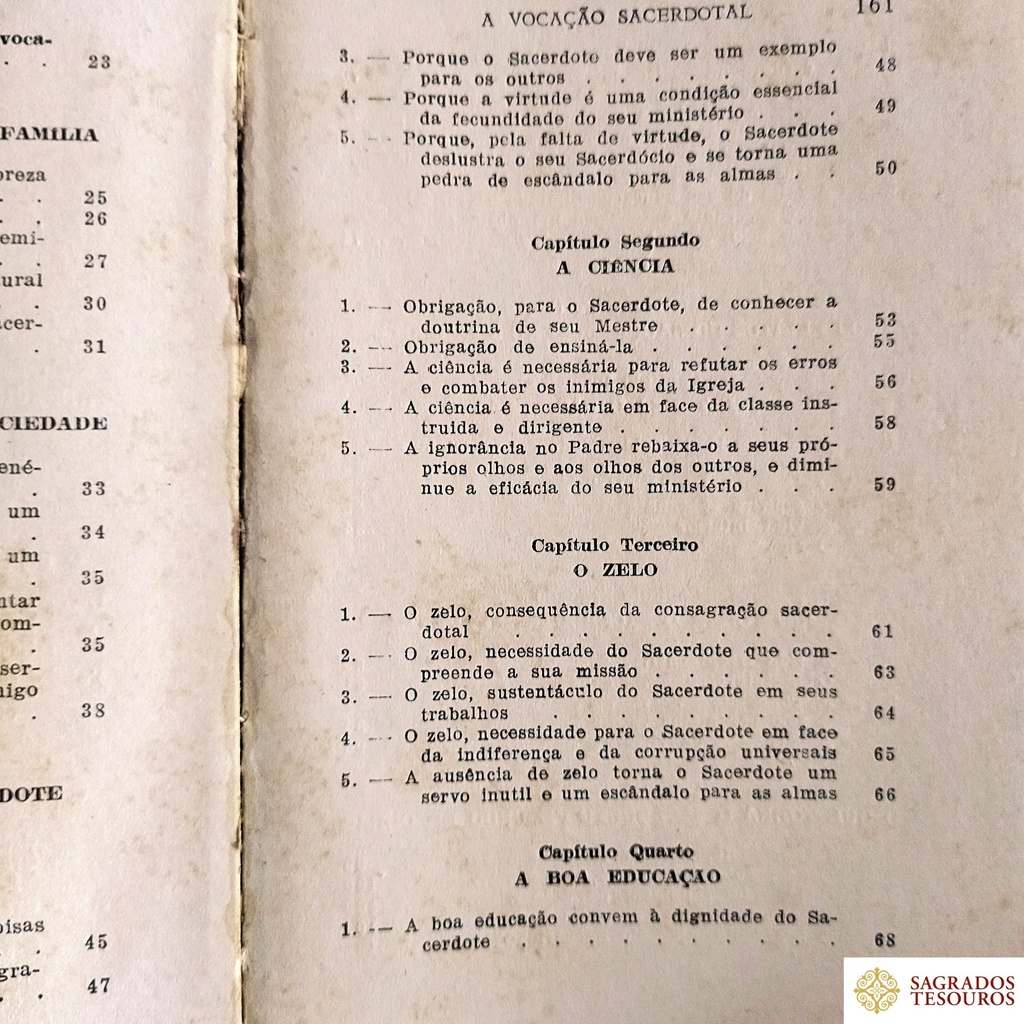 voca-
. . 23
FAMÍLIA
breza
. . 25
. . 26
emi-
. . 27
ural
. . 30
acer-
. 31
CIEDADE
ené-
. 33
um
. 34
um
. 35
ntar
om-
. 35
ser-
nigo
. 38
DOTE
oisas
. . 45
gra-
. . 47
A VOCAÇÃO SACERDOTAL 161
3. — Porque o Sacerdote deve ser um exemplo
para os outros . . . . . . . 48
4. — Porque a virtude é uma condição essencial
da fecundidade do seu ministério . . . 49
5. — Porque, pela falta de virtude, o Sacerdote
deslustra o seu Sacerdócio e se torna uma
pedra de escândalo para as almas . . 50
Capítulo Segundo
A CIÊNCIA
1. — Obrigação, para o Sacerdote, de conhecer a
doutrina de seu Mestre . . . . . 53
2. — Obrigação de ensiná-la . . . . . . 55
3. — A ciência é necessária para refutar os erros
e combater os inimigos da Igreja . . . 56
4. — A ciência é necessária em face da classe ins-
truida e dirigente . . . . . . . 58
5. — A ignorância no Padre rebaixa-o a seus pró-
prios olhos e aos olhos dos outros, e dimi-
nue a eficácia do seu ministério . . . 59
Capítulo Terceiro
O ZELO
1. — O zelo, consequência da consagração sacer-
dotal . . . . . . . . . 61
2. — O zelo, necessidade do Sacerdote que com-
preende a sua missão . . . . . . 63
3. — O zelo, sustentáculo do Sacerdote em seus
trabalhos . . . . . . . . 64
4. — O zelo, necessidade para o Sacerdote em face
da indiferença e da corrupção universais 65
5. — A ausência de zelo torna o Sacerdote um
servo inutil e um escândalo para as almas 66
Capítulo Quarto
A BOA EDUCAÇÃO
1. — A boa educação convem à dignidade do Sa-
cerdote . . . . . . . . . 68
SAGRADOS
TESOUROS